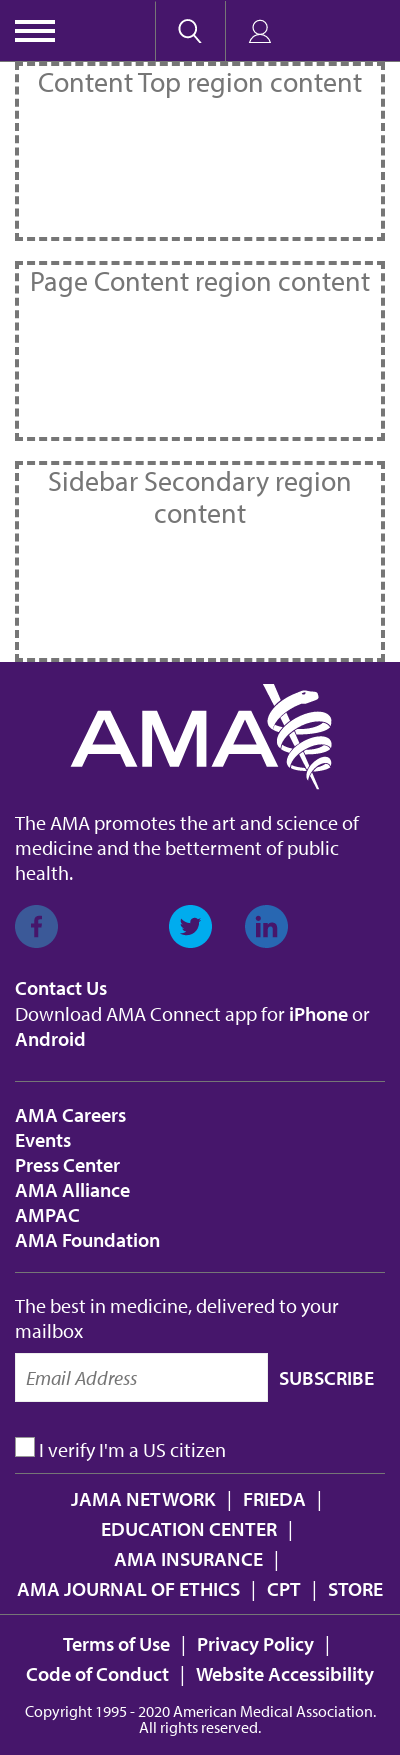 Content Top region content
Page Content region content
Sidebar Secondary region
content
AMA
The AMA promotes the art and science of
medicine and the betterment of public
health.
Contact Us
Download AMA Connect app for iPhone or
Android
AMA Careers
Events
Press Center
AMA Alliance
AMPAC
AMA Foundation
The best in medicine, delivered to your
mailbox
Email Address SUBSCRIBE
I verify I'm a US citizen
JAMA NETWORK | FRIEDA |
EDUCATION CENTER |
AMA INSURANCE |
AMA JOURNAL OF ETHICS | CPT | STORE
Terms of Use | Privacy Policy |
Code of Conduct | Website Accessibility
Copyright 1995 - 2020 American Medical Association.
All rights reserved.